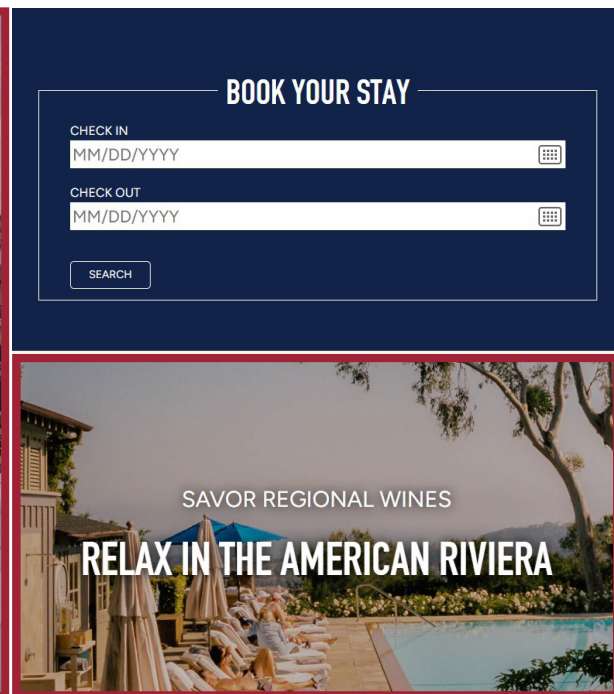 BOOK YOUR STAY
CHECK IN
MM/DD/YYYY
CHECK OUT
MM/DD/YYYY
SEARCH
SAVOR REGIONAL WINES
RELAX IN THE AMERICAN RIVIERA